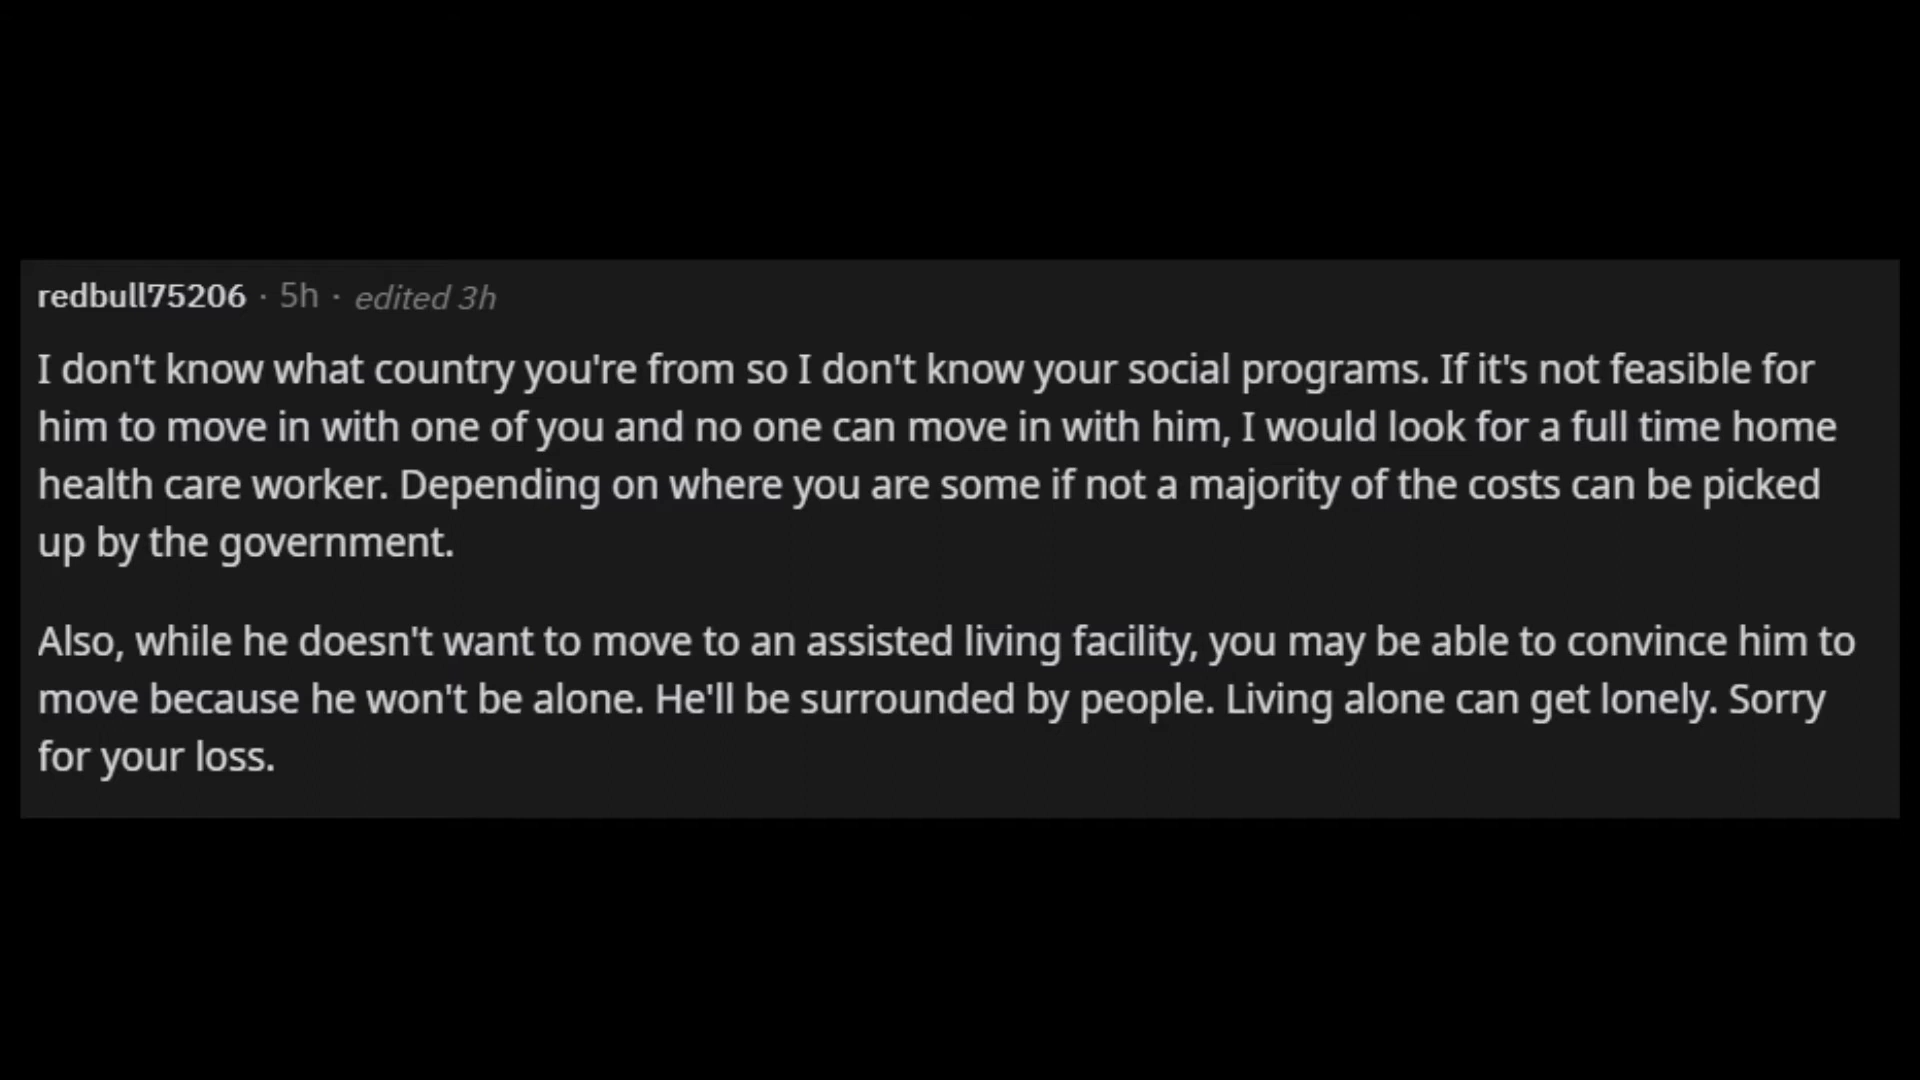 redbull75206 · 5h · edited 3h
I don't know what country you're from so I don't know your social programs. If it's not feasible for
him to move in with one of you and no one can move in with him, I would look for a full time home
health care worker. Depending on where you are some if not a majority of the costs can be picked
up by the government.
Also, while he doesn't want to move to an assisted living facility, you may be able to convince him to
move because he won't be alone. He'll be surrounded by people. Living alone can get lonely. Sorry
for your loss.